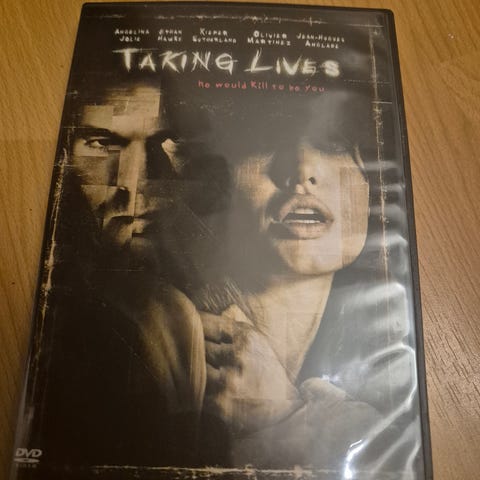 ANGELINA ETHAN KIEFER OLIVIER JEAN-HUGUES
JOLIE HAWKE SUTHERLAND MARTINEZ ANGLADE
TAKING LIVES
he would kill to be you
DVD
VIDEO